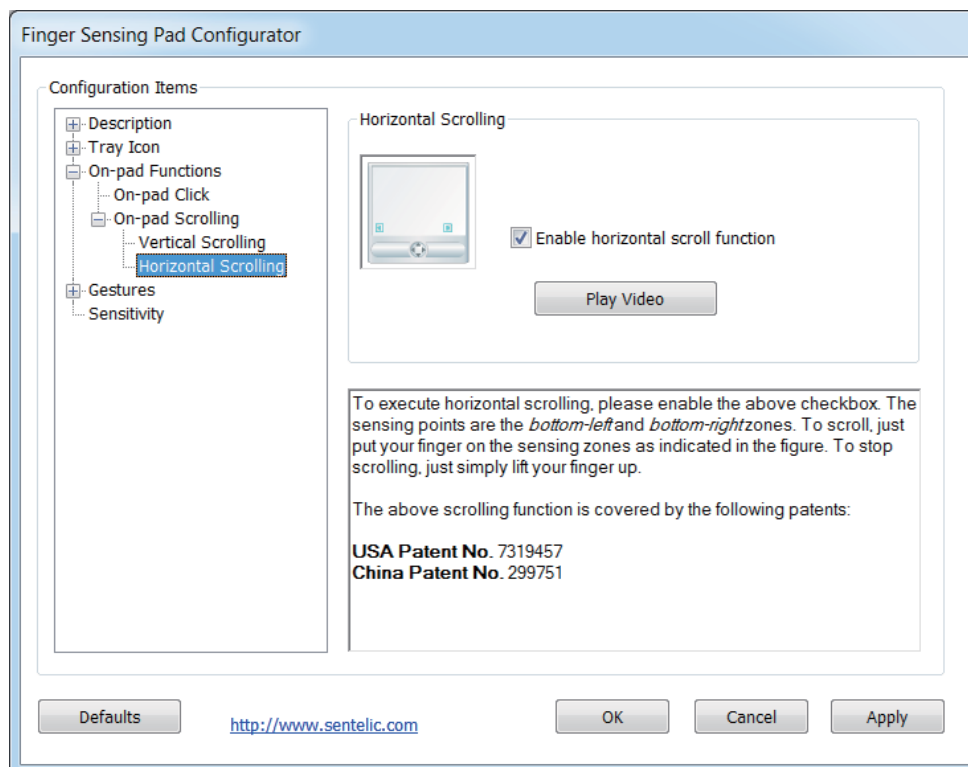 Finger Sensing Pad Configurator
Configuration Items
Description
Tray Icon
On-pad Functions
On-pad Click
On-pad Scrolling
Vertical Scrolling
Horizontal Scrolling
Gestures
Sensitivity
Horizontal Scrolling
Enable horizontal scroll function
Play Video
To execute horizontal scrolling, please enable the above checkbox. The
sensing points are the bottom-left and bottom-right zones. To scroll, just
put your finger on the sensing zones as indicated in the figure. To stop
scrolling, just simply lift your finger up.
The above scrolling function is covered by the following patents:
USA Patent No. 7319457
China Patent No. 299751
Defaults
http://www.sentelic.com
OK
Cancel
Apply